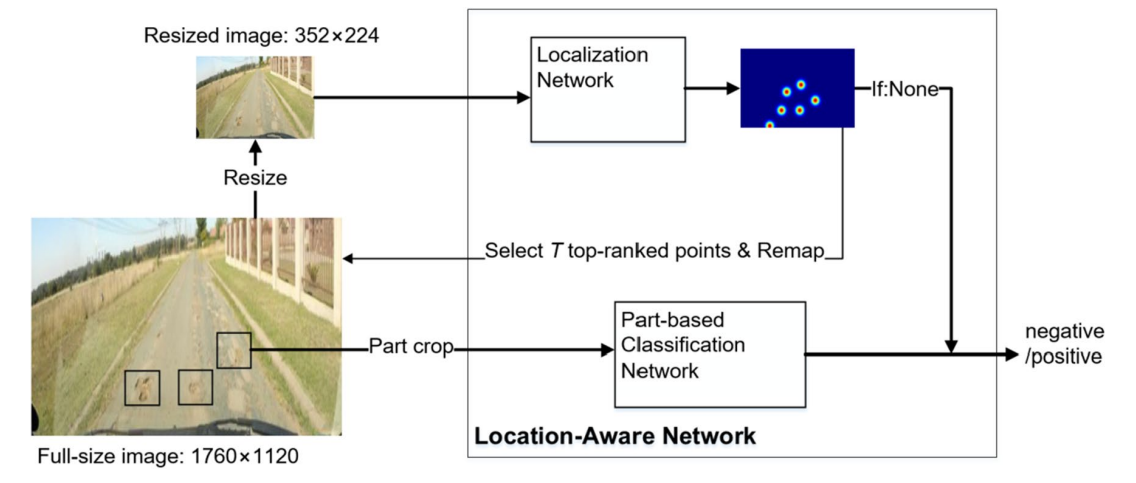 Resized image: 352×224
Localization
Network
If:None
Resize
Select T top-ranked points & Remap
Part-based
Classification
Network
Part crop
negative
/positive
Location-Aware Network
Full-size image: 1760×1120